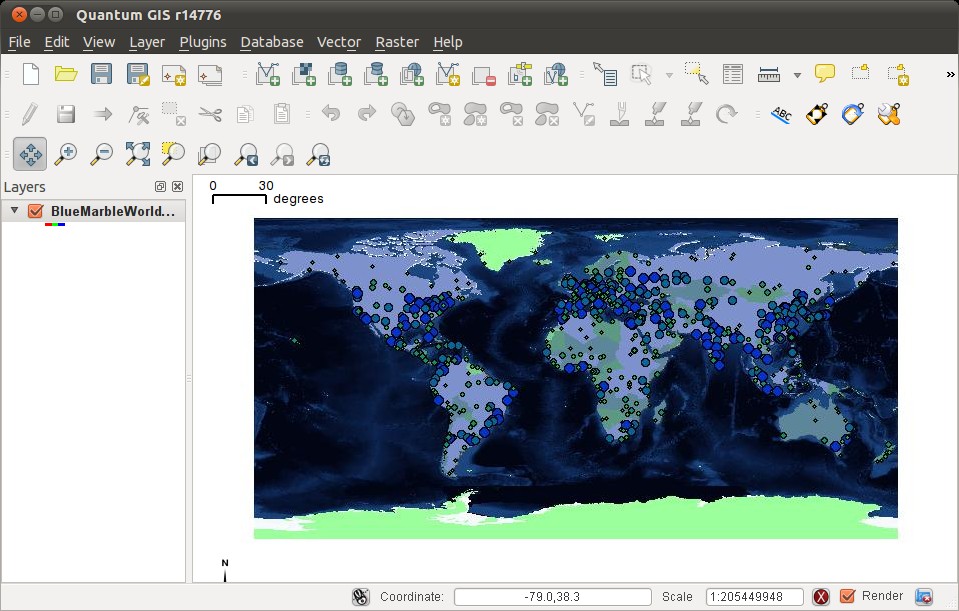 Quantum GIS r14776
File Edit View Layer Plugins Database Vector Raster Help
»
ABC
Layers
BlueMarbleWorld...
0 30
degrees
N
Coordinate: -79.0,38.3 Scale 1:205449948 Render